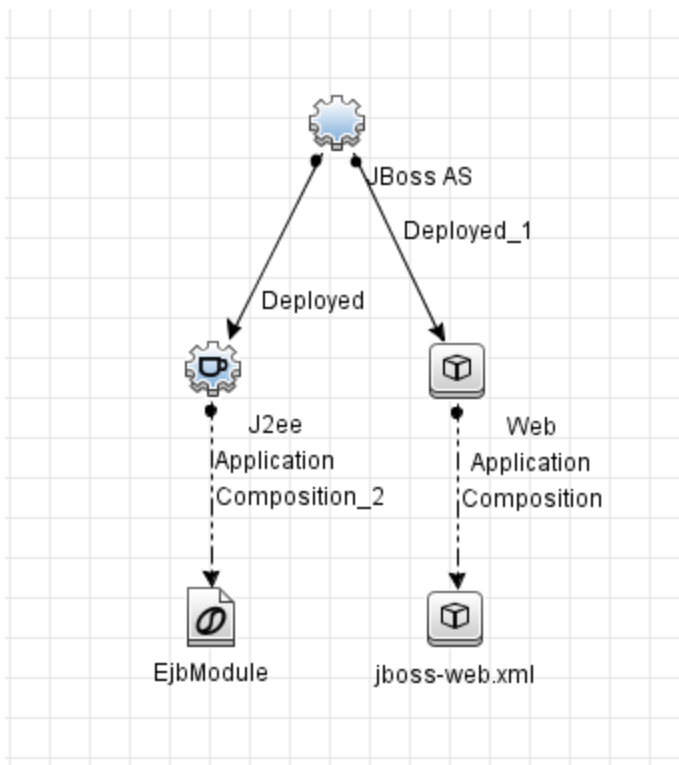 JBoss AS
Deployed_1
Deployed
J2ee
Application
Composition_2
Web
Application
Composition
EjbModule
jboss-web.xml